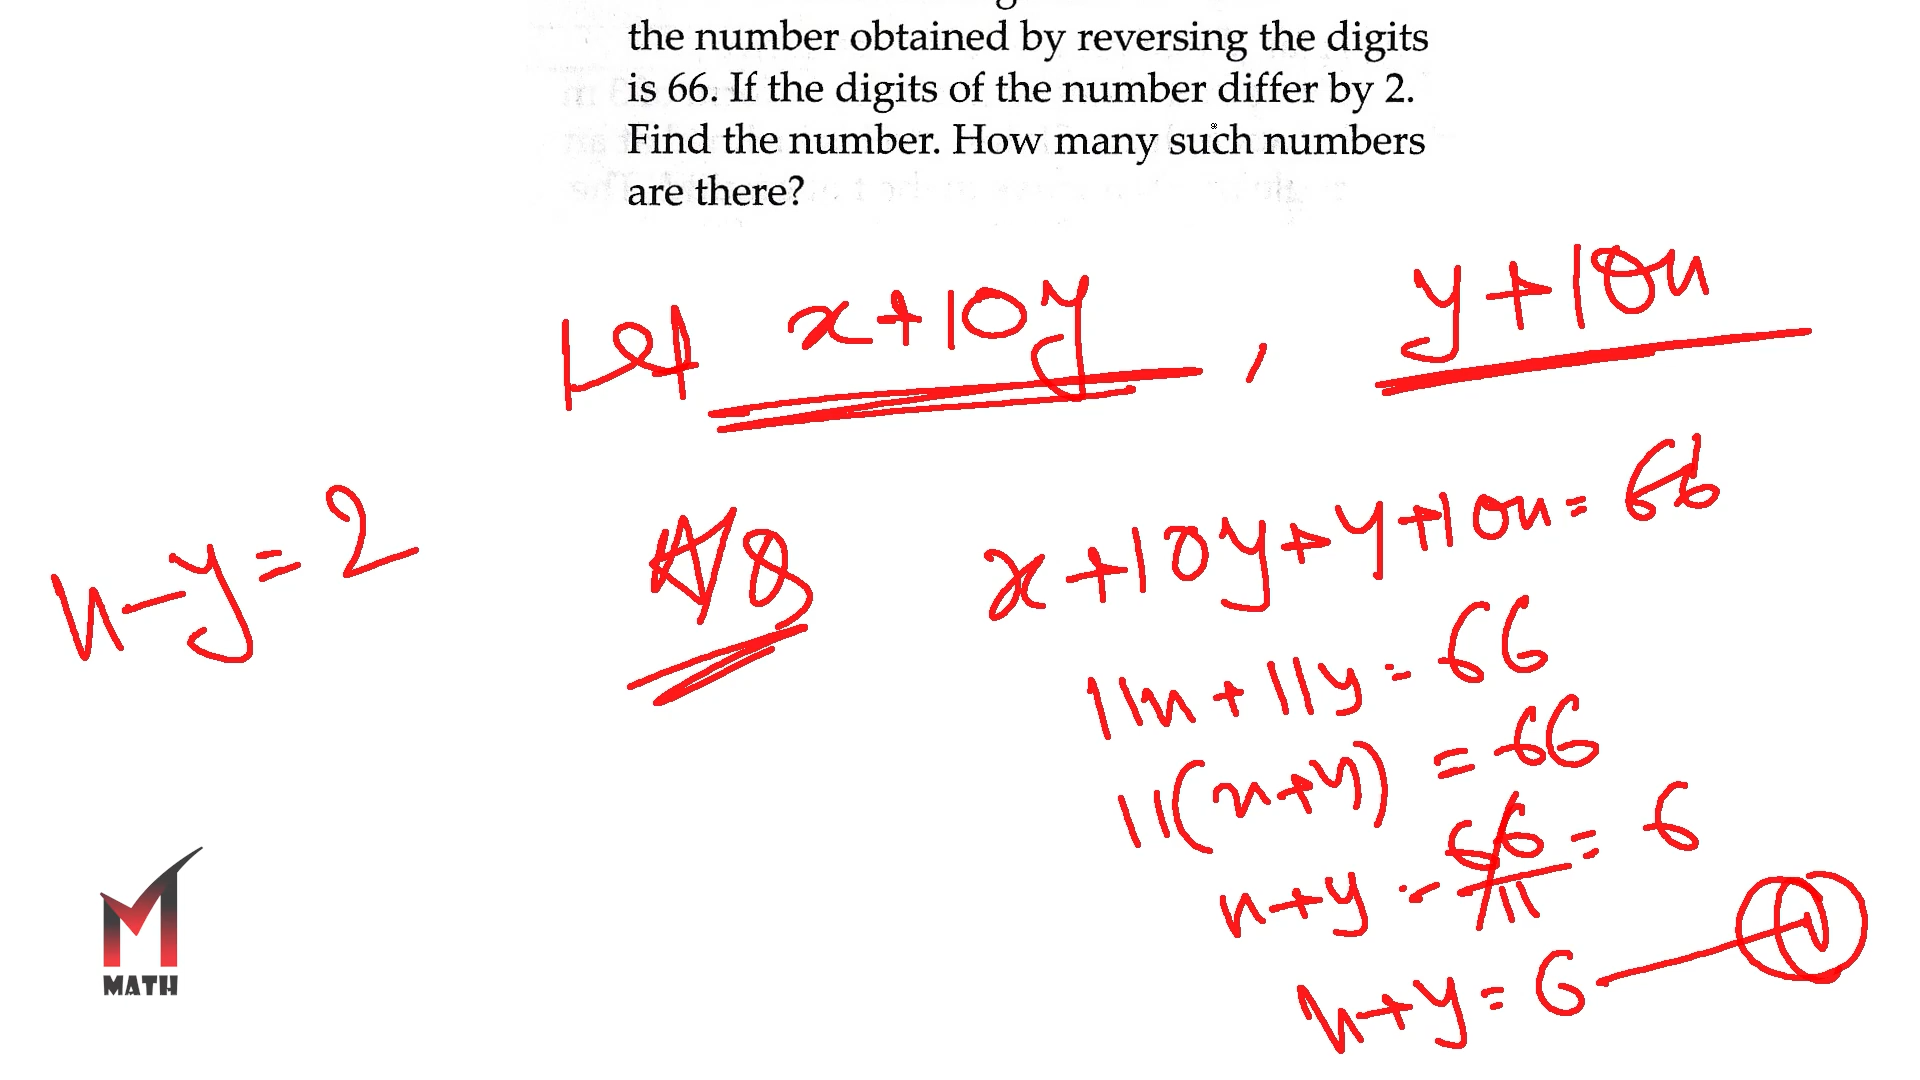 the number obtained by reversing the digits
is 66. If the digits of the number differ by 2.
Find the number. How many such numbers
are there?
Let x+10y , y+10x
x-y=2
A/Q
x+10y+y+10x=66
11x+11y=66
11(x+y) =66
x+y=66/11=6
x+y=6
MATH